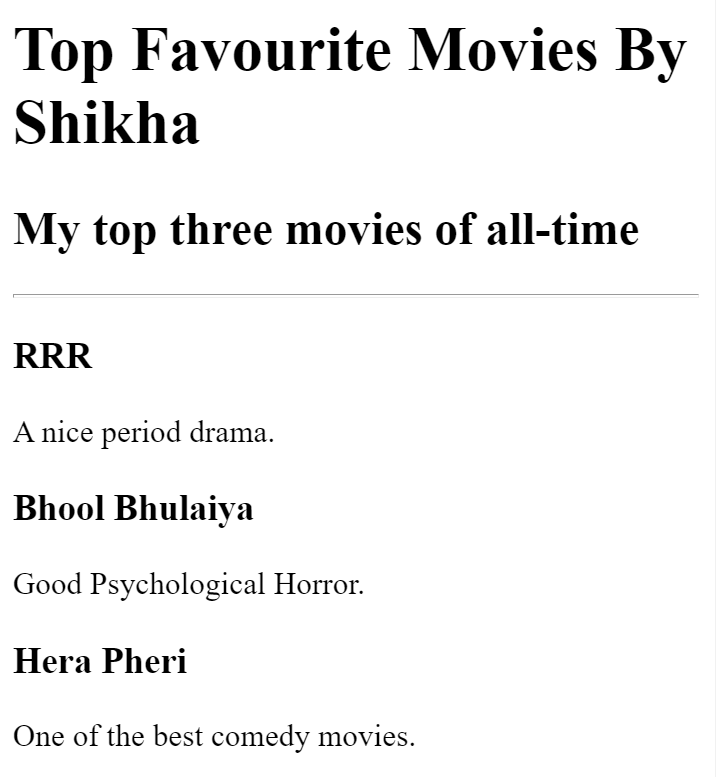 Top Favourite Movies By
Shikha
My top three movies of all-time
RRR
A nice period drama.
Bhool Bhulaiya
Good Psychological Horror.
Hera Pheri
One of the best comedy movies.